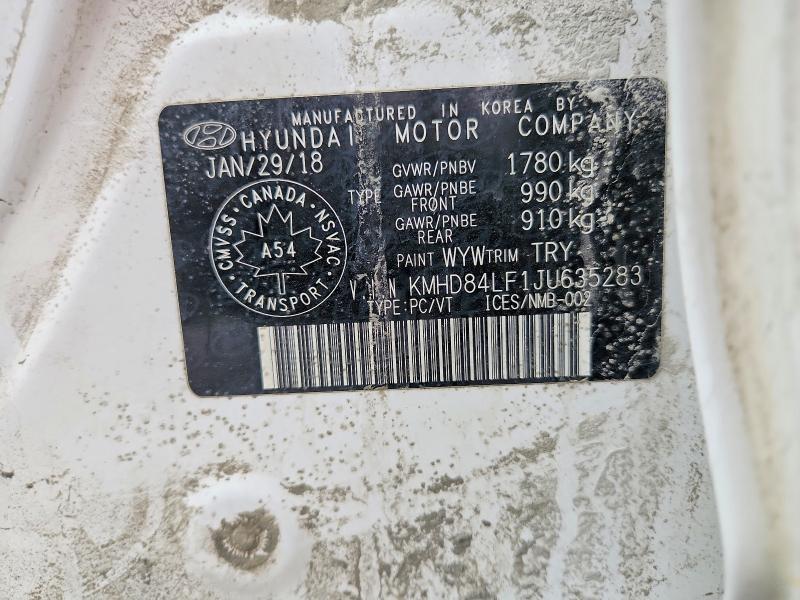 MANUFACTURED IN KOREA BY
HYUNDAI MOTOR COMPANY
JAN/29/18 GVWR/PNBV 1780 kg
TYPE GAWR/PNBE FRONT 990 kg
GAWR/PNBE REAR 910 kg
PAINT WYW TRIM TRY
CMVSS · CANADA · NSVAC
A54
TRANSPORT
V.I.N KMHD84LF1JU635283
TYPE:PC/VT ICES/NMB-002